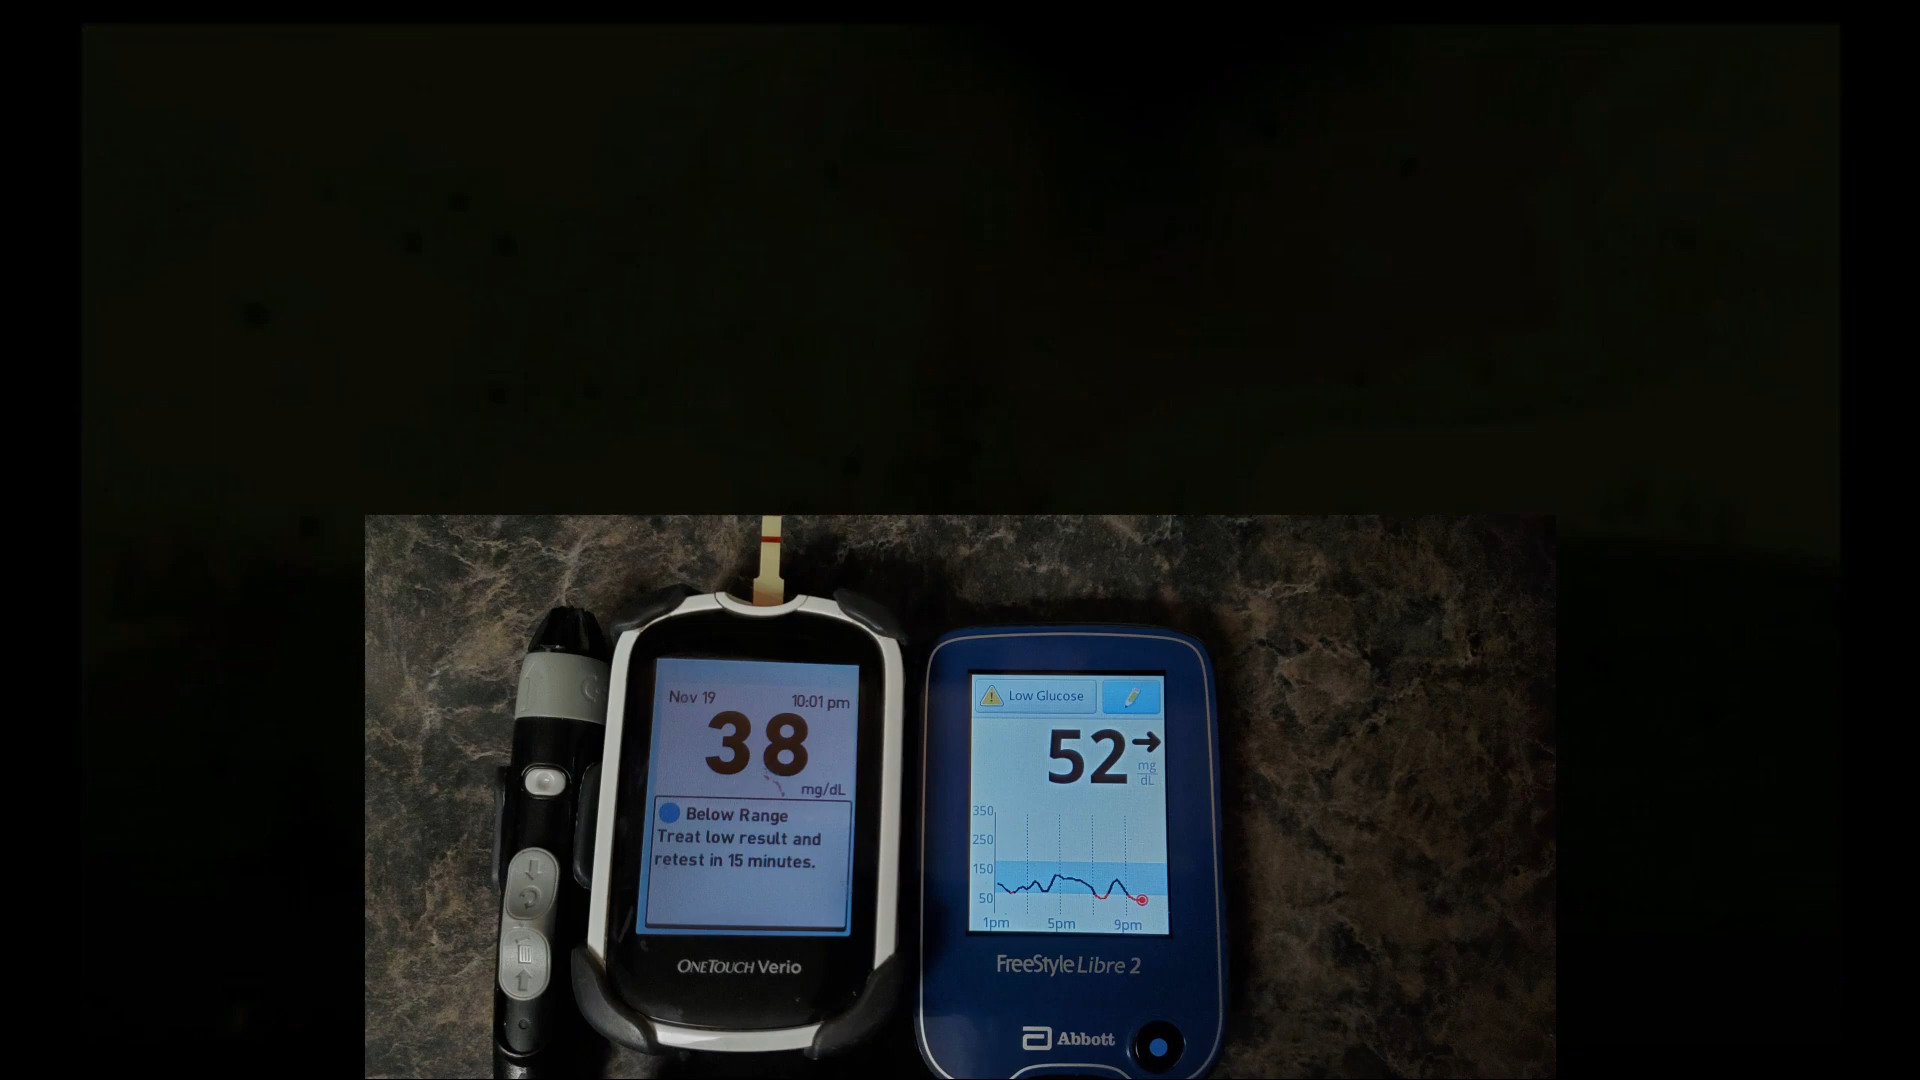 Nov 19 10:01 pm
38
mg/dL
Below Range
Treat low result and
retest in 15 minutes.
ONETOUCH Verio
Low Glucose
52
mg
dL
350
250
150
50
1pm 5pm 9pm
FreeStyle Libre 2
Abbott